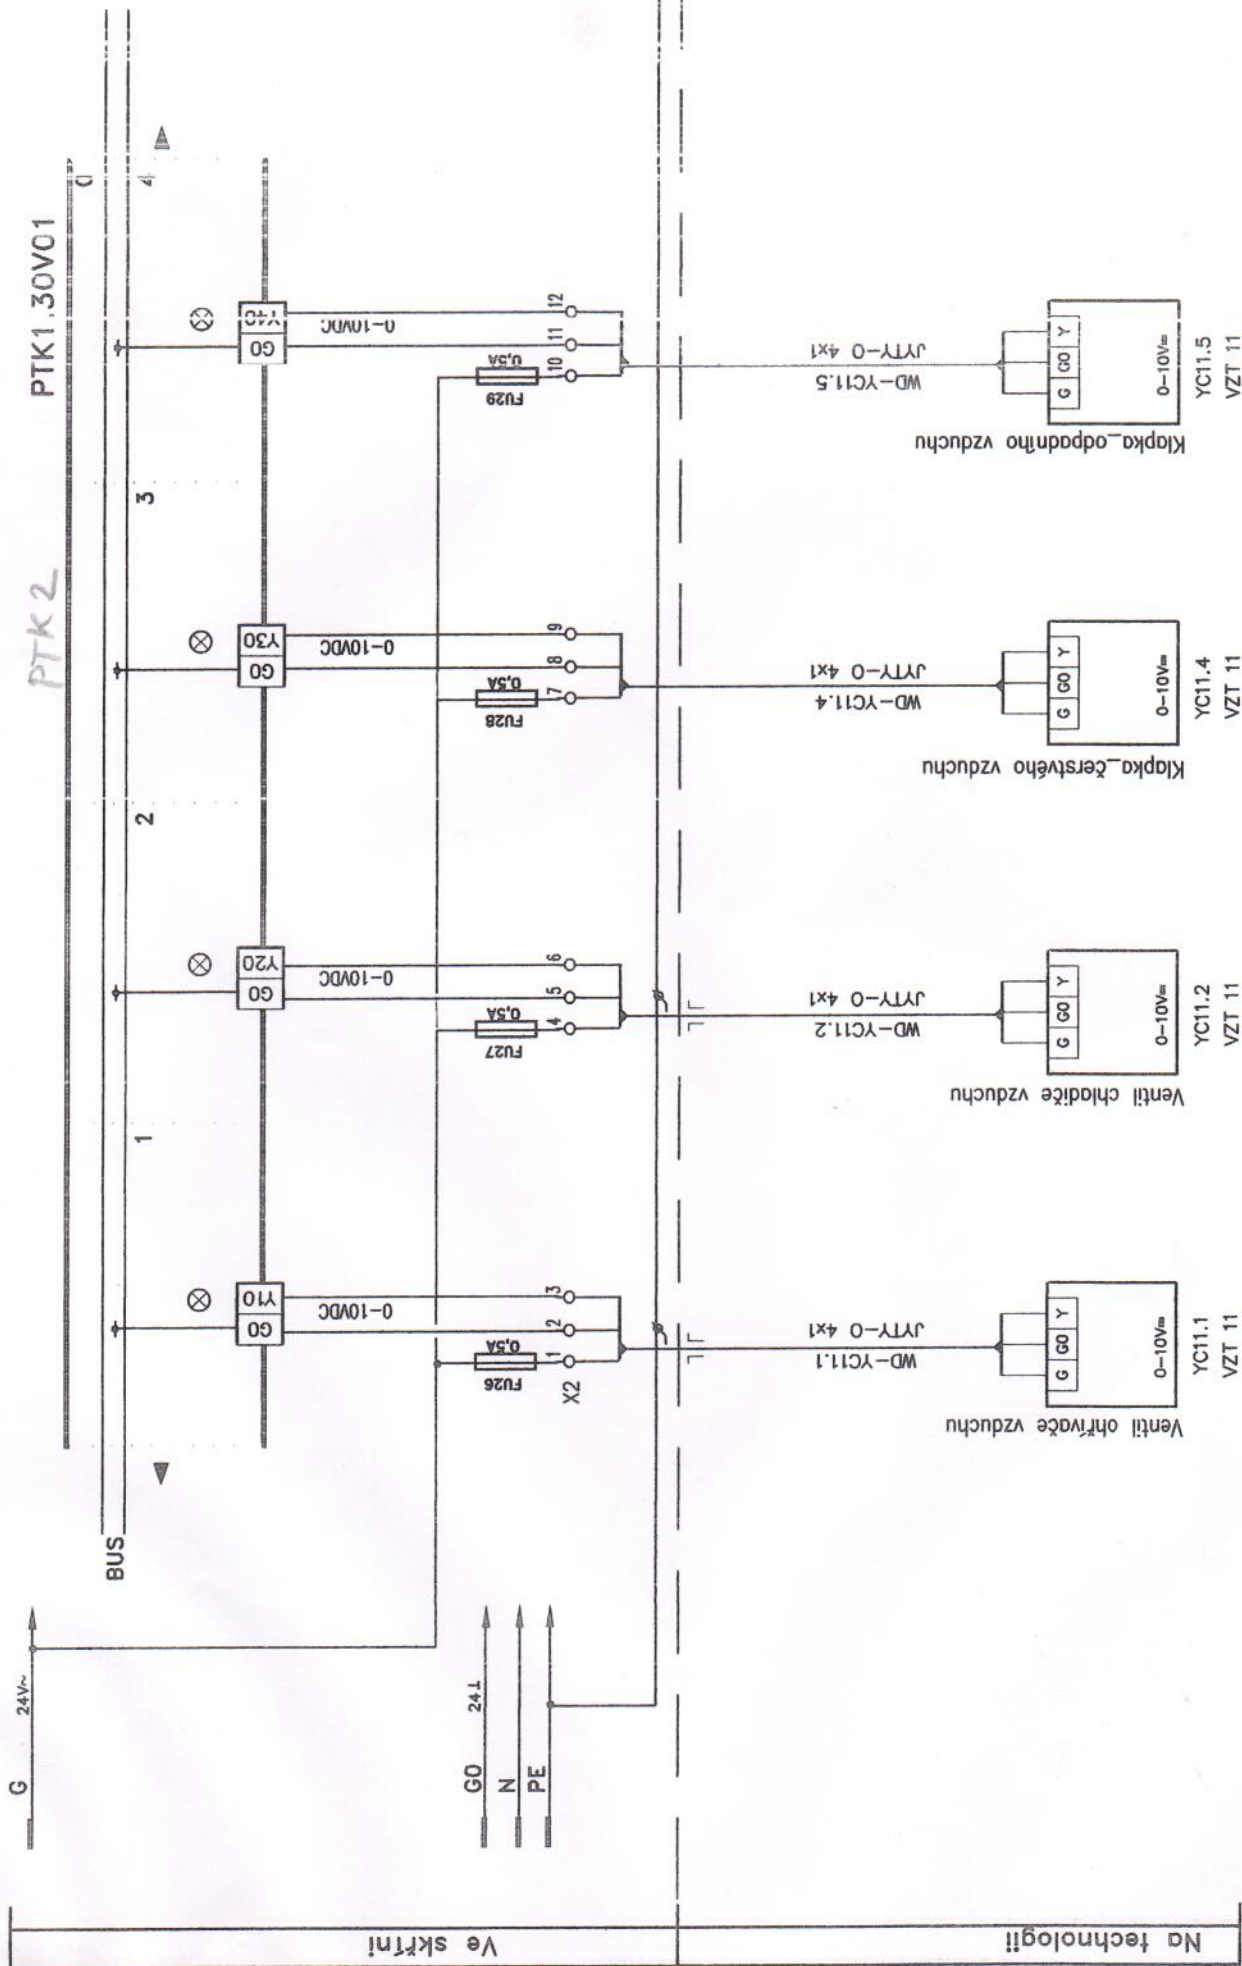 PTK 2
PTK1.30V01
G
24V~
BUS
1
2
3
4
G0
Y10
0-10VDC
G0
Y20
0-10VDC
G0
Y30
0-10VDC
G0
Y40
0-10VDC
FU26
0,5A
FU27
0,5A
FU28
0,5A
FU29
0,5A
X2
1 2 3
4 5 6
7 8 9
10 11 12
G0
24⊥
N
PE
Ve skříni
Na technologii
WD-YC11.1
JYTY-O 4x1
WD-YC11.2
JYTY-O 4x1
WD-YC11.4
JYTY-O 4x1
WD-YC11.5
JYTY-O 4x1
Ventil ohřívače vzduchu
G G0 Y
0-10V=
YC11.1
VZT 11
Ventil chladiče vzduchu
G G0 Y
0-10V=
YC11.2
VZT 11
Klapka_čerstvého vzduchu
G G0 Y
0-10V=
YC11.4
VZT 11
Klapka_odpadního vzduchu
G G0 Y
0-10V=
YC11.5
VZT 11